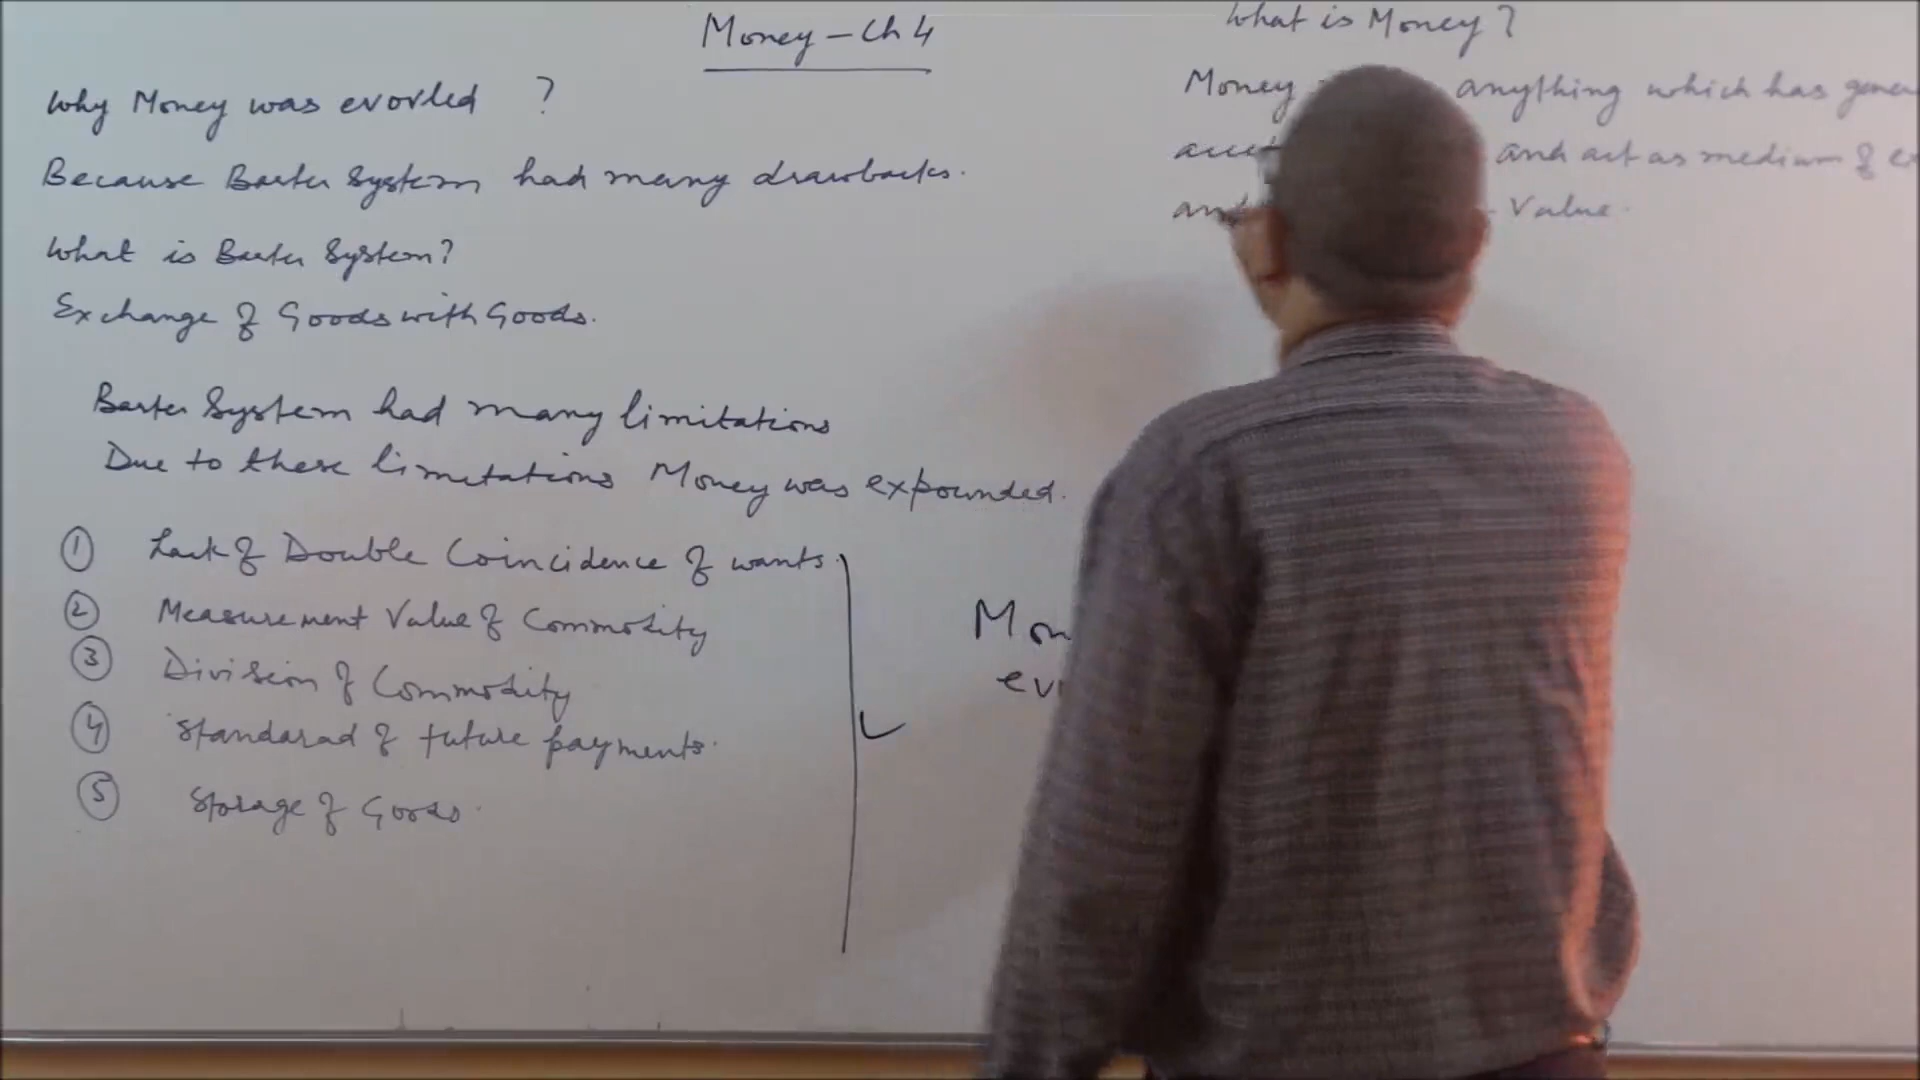 Money - Ch 4
Why Money was evovled ?
Because Barter System had many drawbacks.
What is Barter System?
Exchange of Goods with Goods.
Barter System had many limitations
Due to these limitations Money was expounded.
① Lack of Double Coincidence of wants.
② Measurement Value of Commodity
③ Division of Commodity
④ Standarad of future payments.
⑤ Storage of Goods.
What is Money?
Money anything which has
and act as medium of
Value.